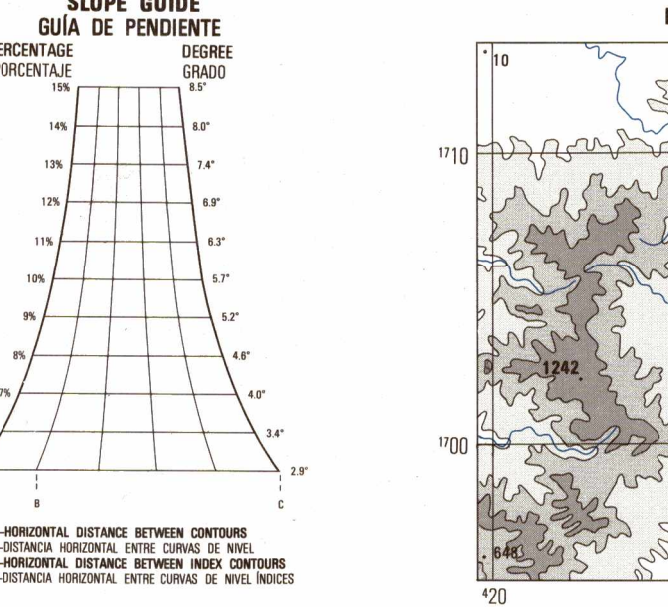 SLOPE GUIDE
GUÍA DE PENDIENTE
ERCENTAGE DEGREE
PORCENTAJE GRADO
15% 8.5°
14% 8.0°
13% 7.4°
12% 6.9°
11% 6.3°
10% 5.7°
9% 5.2°
8% 4.6°
7% 4.0°
3.4°
2.9°
B C
-HORIZONTAL DISTANCE BETWEEN CONTOURS
-DISTANCIA HORIZONTAL ENTRE CURVAS DE NIVEL
-HORIZONTAL DISTANCE BETWEEN INDEX CONTOURS
-DISTANCIA HORIZONTAL ENTRE CURVAS DE NIVEL ÍNDICES
10
1710
1242
1700
648
420